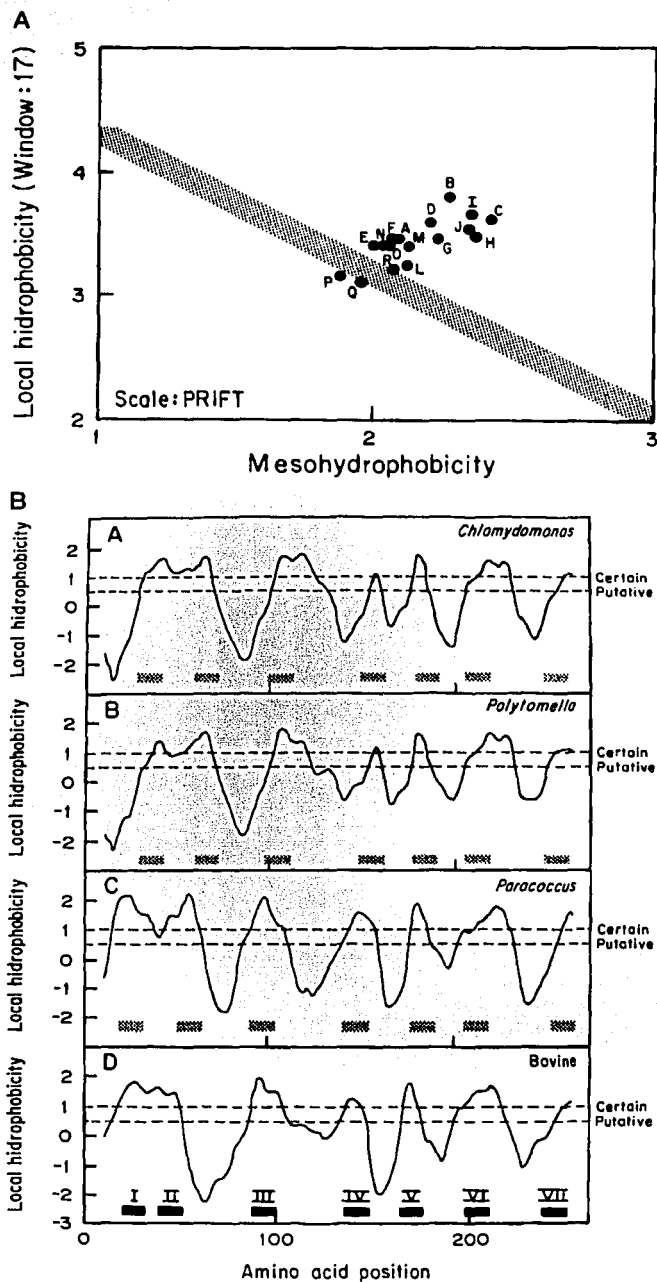 A
Local hidrophobicity (Window:17)
5
4
3
2
B
I
C
D
J
H
G
E
N
F
A
M
O
R
L
P
Q
Scale: PRIFT
1
2
3
Mesohydrophobicity
B
A
Chlamydomonas
Local hidrophobicity
2
1
0
-1
-2
Certain
Putative
B
Polytomella
Local hidrophobicity
2
1
0
-1
-2
Certain
Putative
C
Paracoccus
Local hidrophobicity
2
1
0
-1
-2
Certain
Putative
D
Bovine
Local hidrophobicity
2
1
0
-1
-2
-3
Certain
Putative
I II III IV V VI VII
0 100 200
Amino acid position